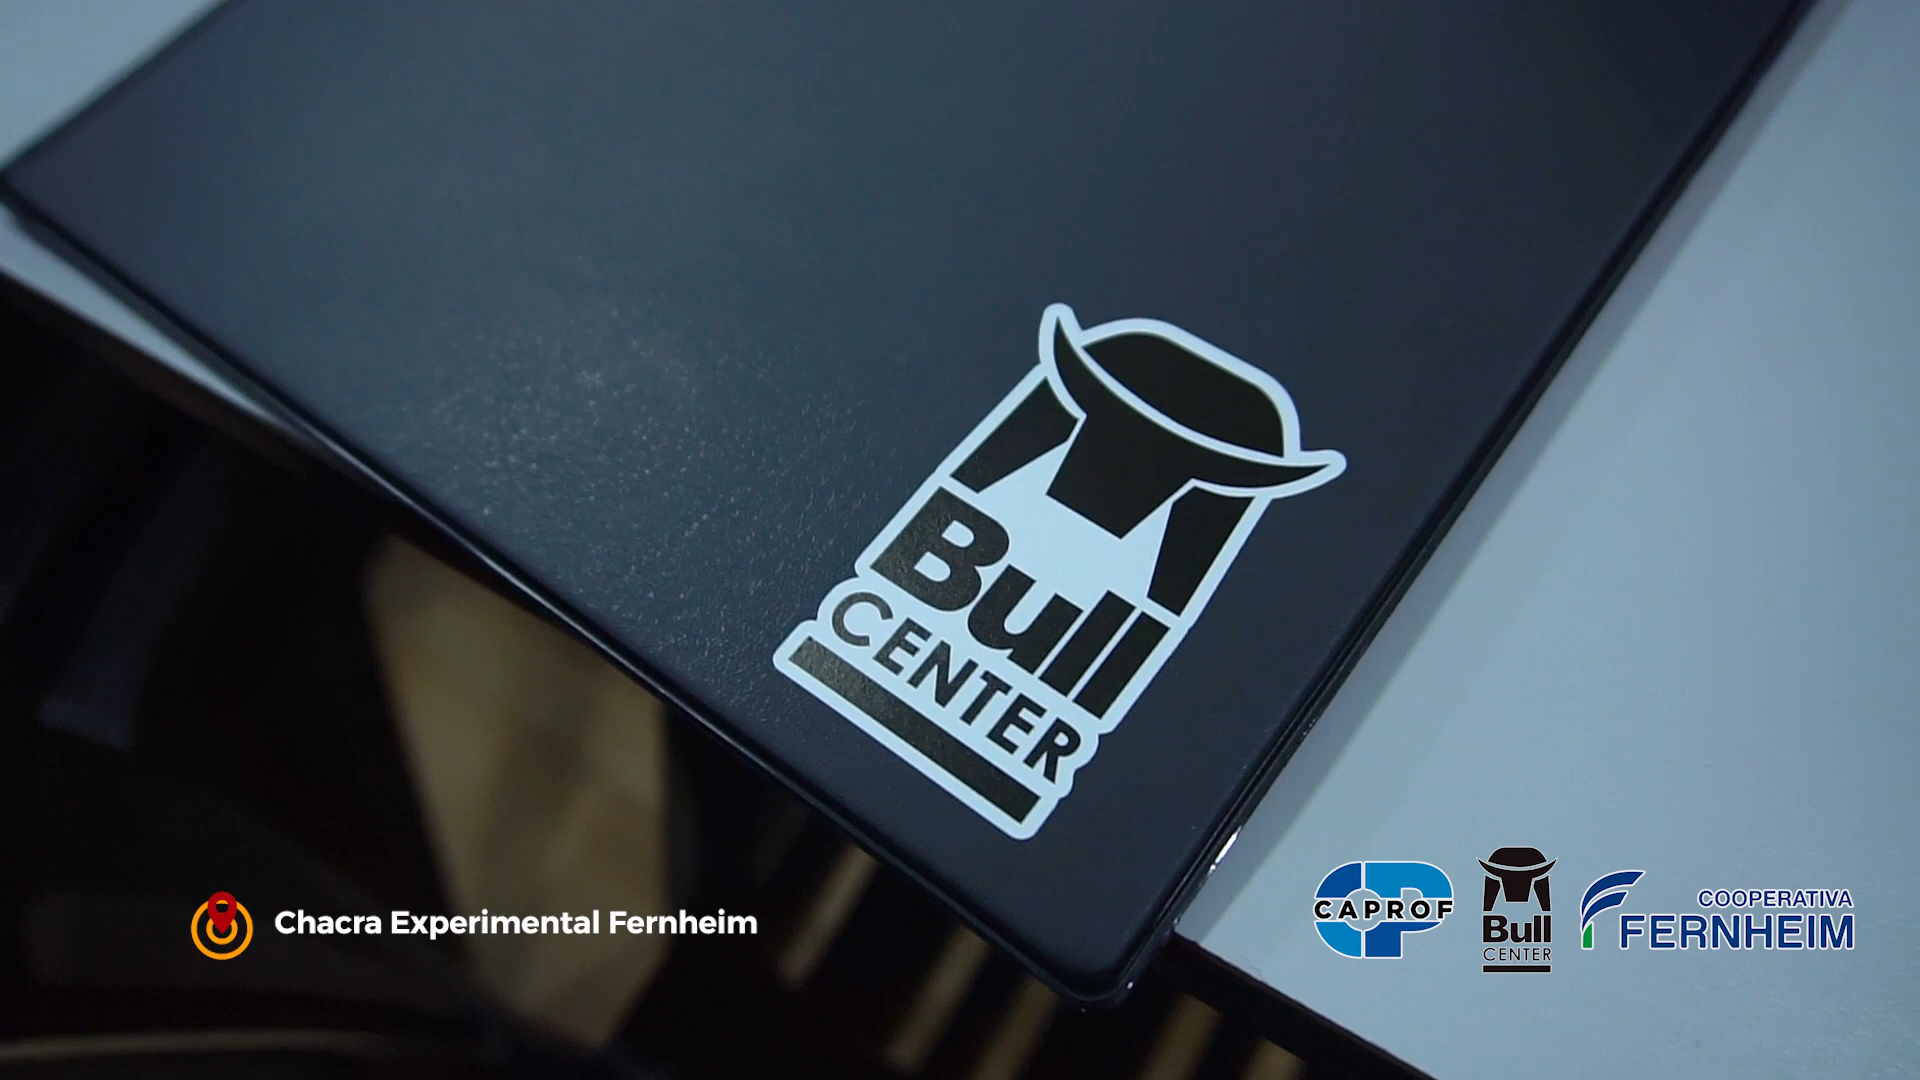 Bull
CENTER
Chacra Experimental Fernheim
CAPROF
Bull
CENTER
COOPERATIVA
FERNHEIM